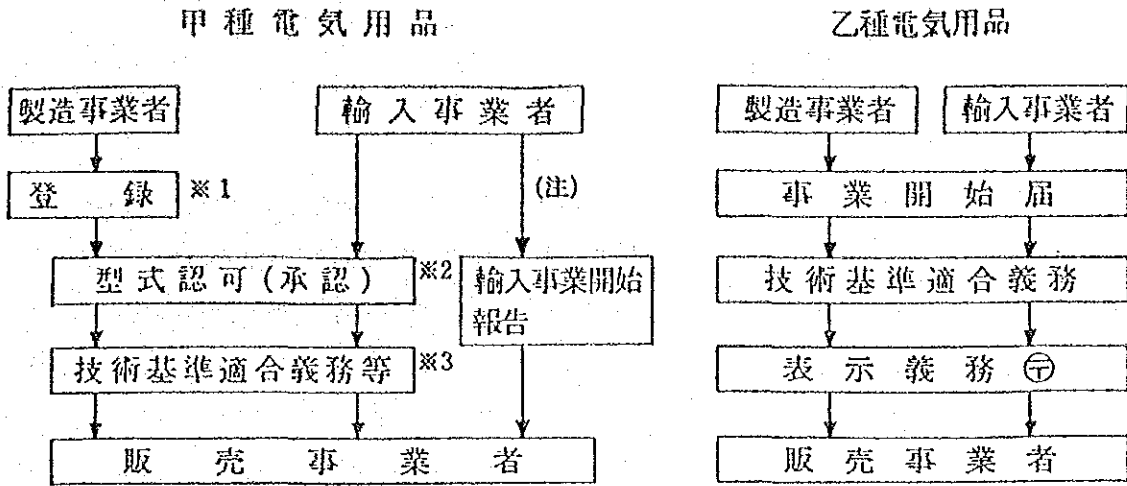 甲種電気用品
製造事業者
輸入事業者
登録 ※1
(注)
型式認可(承認) ※2
輸入事業開始
報告
技術基準適合義務等 ※3
販売事業者
乙種電気用品
製造事業者
輸入事業者
事業開始届
技術基準適合義務
表示義務 〶
販売事業者